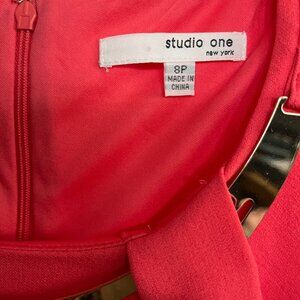 studio one
new york
8P
MADE IN
CHINA